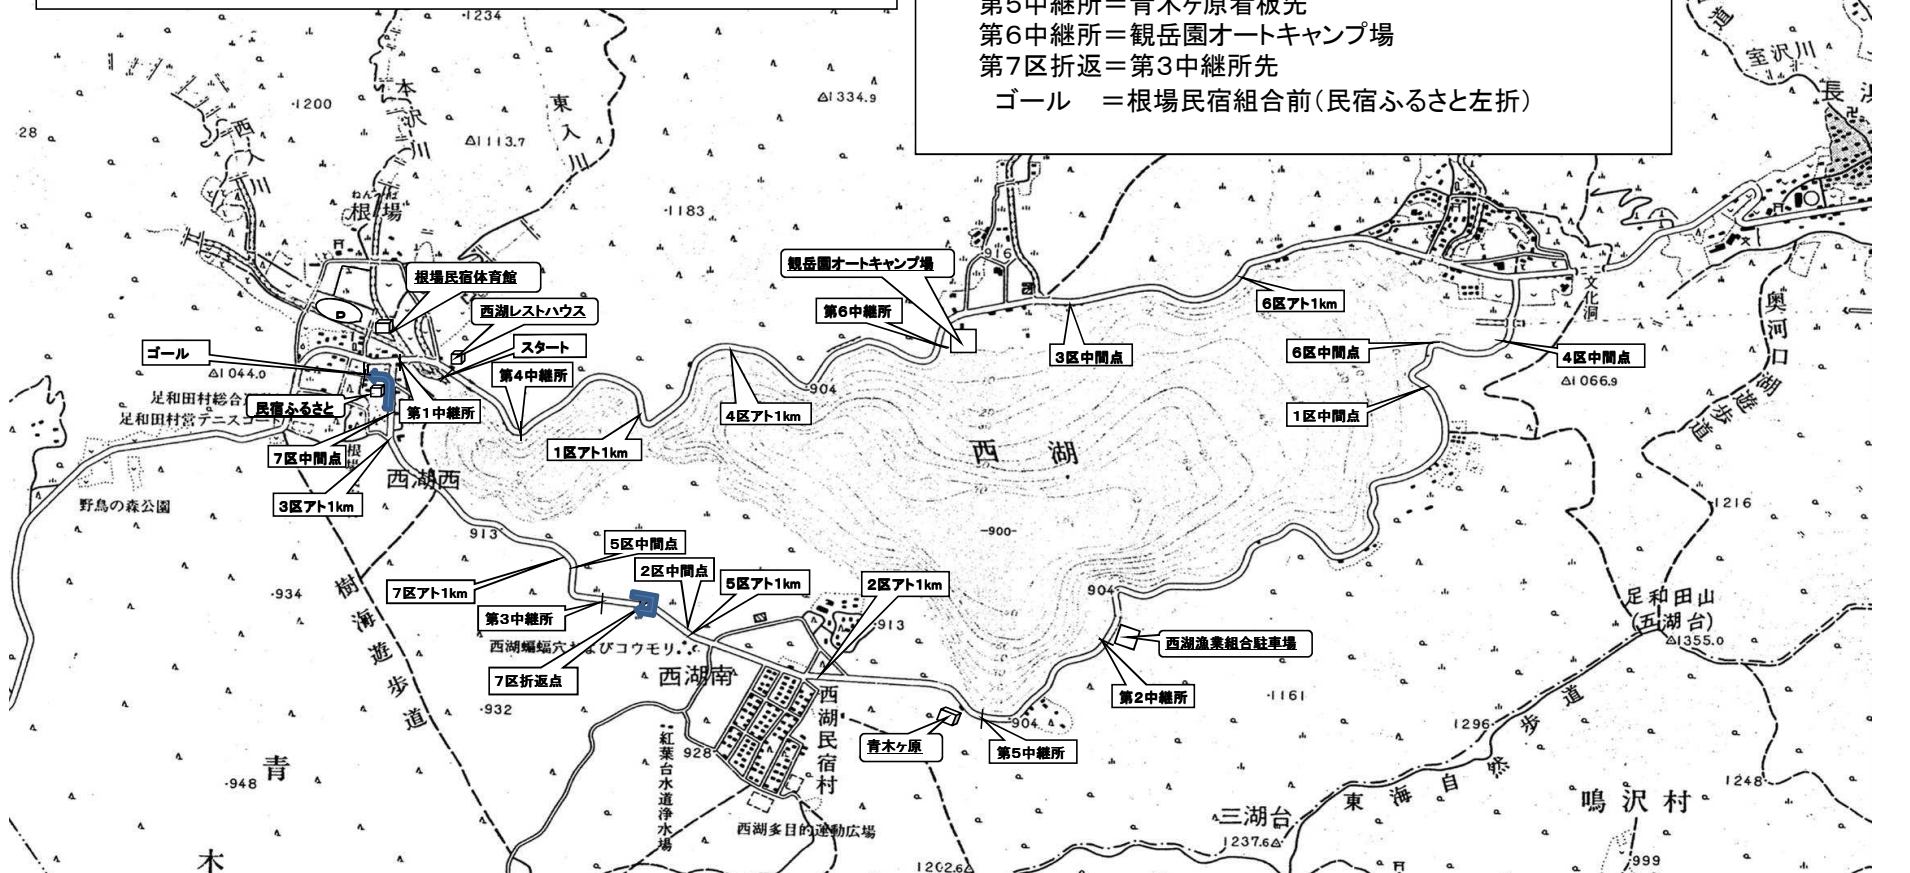 第5中継所＝青木ヶ原看板先
第6中継所＝観岳園オートキャンプ場
第7区折返＝第3中継所先
ゴール　＝根場民宿組合前(民宿ふるさと左折)
・1234
・1200
本沢川
東入川
△1334.9
室沢川
長浜
28
西入川
△1113.7
ねんば
根場
・1183
916
観岳園オートキャンプ場
根場民宿体育館
6区アト1km
文化洞
奥河口湖遊歩道
P
西湖レストハウス
第6中継所
ゴール
スタート
3区中間点
6区中間点
4区中間点
△1044.0
第4中継所
904
△1066.9
足和田村総合
民宿ふるさと
第1中継所
4区アト1km
1区中間点
足和田村営テニスコート
1区アト1km
西湖
7区中間点
根場
西湖西
野鳥の森公園
3区アト1km
・1216
913
-900-
5区中間点
2区中間点
5区アト1km
2区アト1km
7区アト1km
・934
樹海遊歩道
904
足和田山
(五湖台)
△1355.0
第3中継所
・913
西湖蝙蝠穴およびコウモリ
西湖漁業組合駐車場
7区折返点
西湖南
第2中継所
・1161
・932
西湖民宿村
904
1296
東海自然歩道
紅葉台水道浄水場
928
青木ヶ原
第5中継所
青木
・948
1248
鳴沢村
西湖多目的運動広場
三湖台
1237.6△
1202.6△
・999